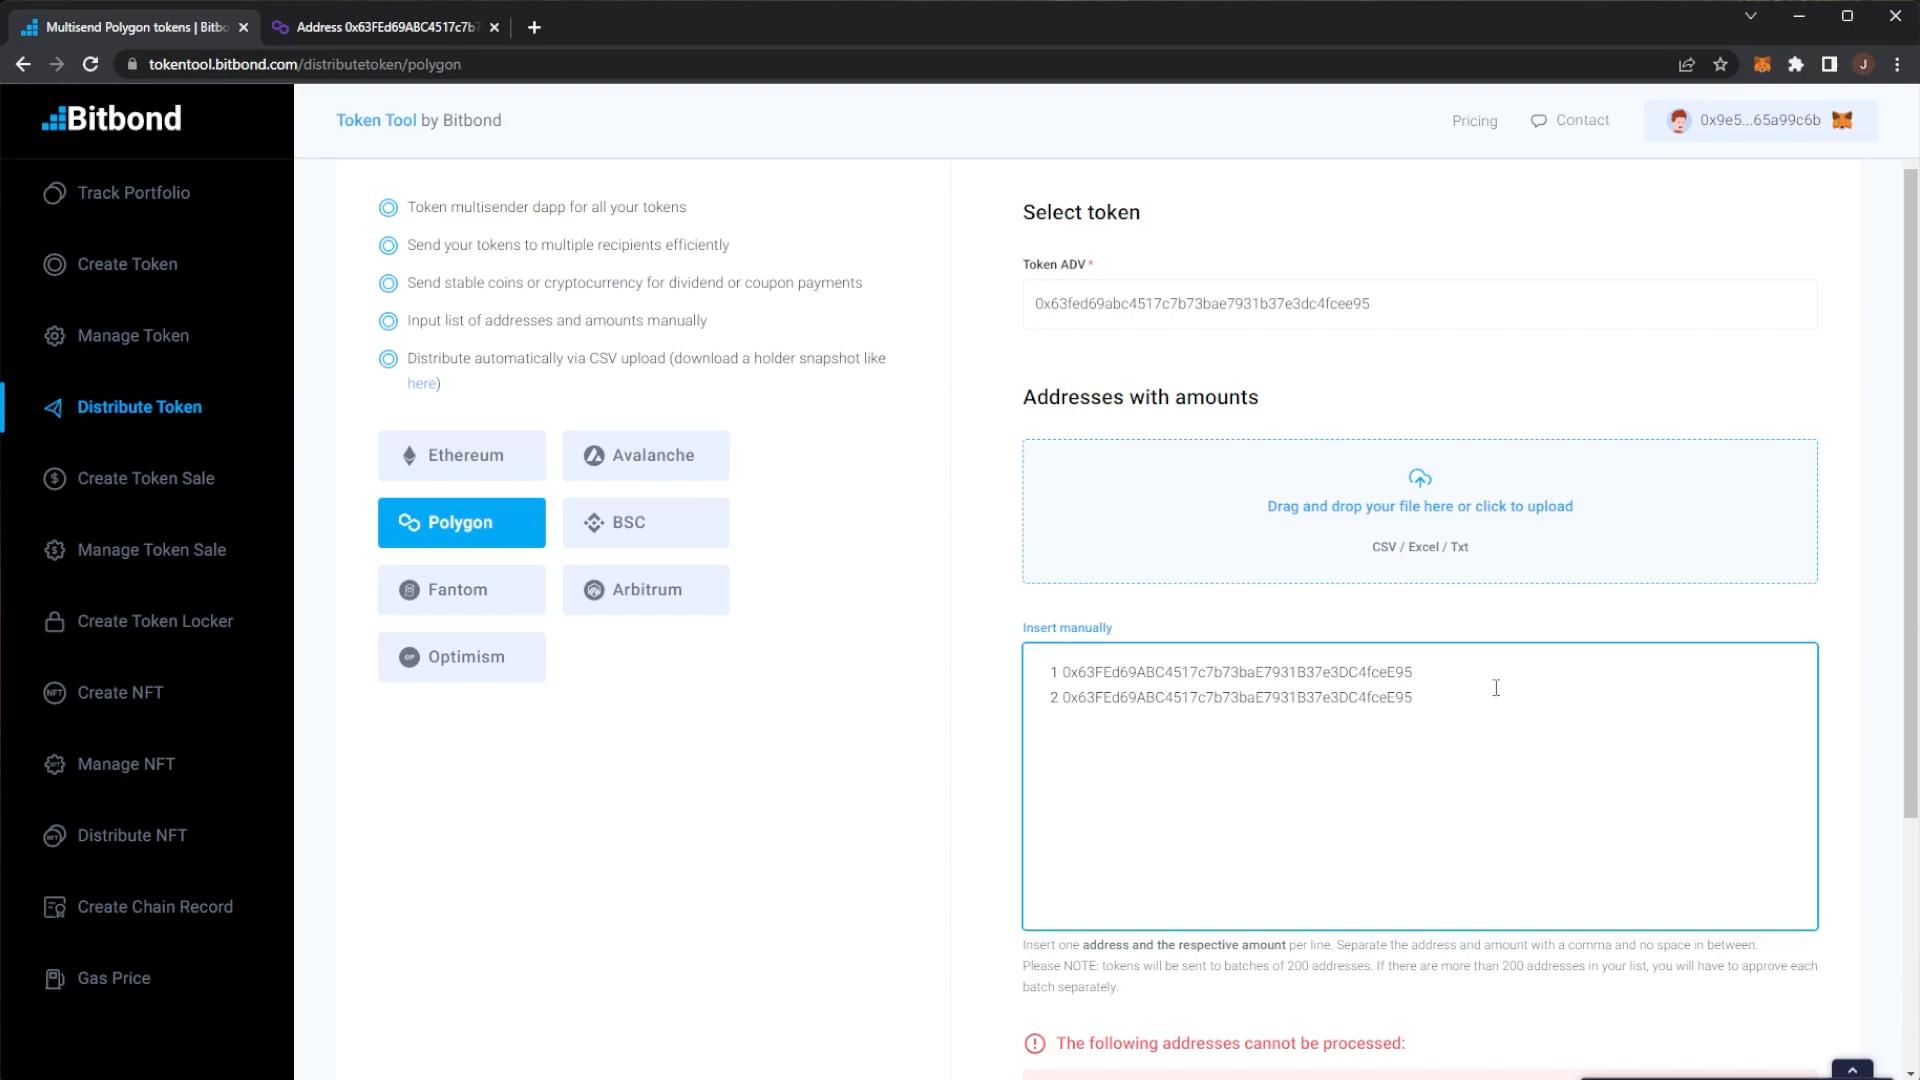 Multisend Polygon tokens | Bitbo
Address 0x63FEd69ABC4517c7b7
tokentool.bitbond.com/distributetoken/polygon
J
Bitbond
Token Tool by Bitbond
Pricing
Contact
0x9e5...65a99c6b
Track Portfolio
Create Token
Manage Token
Distribute Token
Create Token Sale
Manage Token Sale
Create Token Locker
NFT Create NFT
Manage NFT
Distribute NFT
Create Chain Record
Gas Price
Token multisender dapp for all your tokens
Send your tokens to multiple recipients efficiently
Send stable coins or cryptocurrency for dividend or coupon payments
Input list of addresses and amounts manually
Distribute automatically via CSV upload (download a holder snapshot like
here)
Ethereum
Avalanche
Polygon
BSC
Fantom
Arbitrum
OP Optimism
Select token
Token ADV *
0x63fed69abc4517c7b73bae7931b37e3dc4fcee95
Addresses with amounts
Drag and drop your file here or click to upload
CSV / Excel / Txt
Insert manually
1 0x63FEd69ABC4517c7b73baE7931B37e3DC4fceE95
2 0x63FEd69ABC4517c7b73baE7931B37e3DC4fceE95
Insert one address and the respective amount per line. Separate the address and amount with a comma and no space in between.
Please NOTE: tokens will be sent to batches of 200 addresses. If there are more than 200 addresses in your list, you will have to approve each
batch separately.
The following addresses cannot be processed: